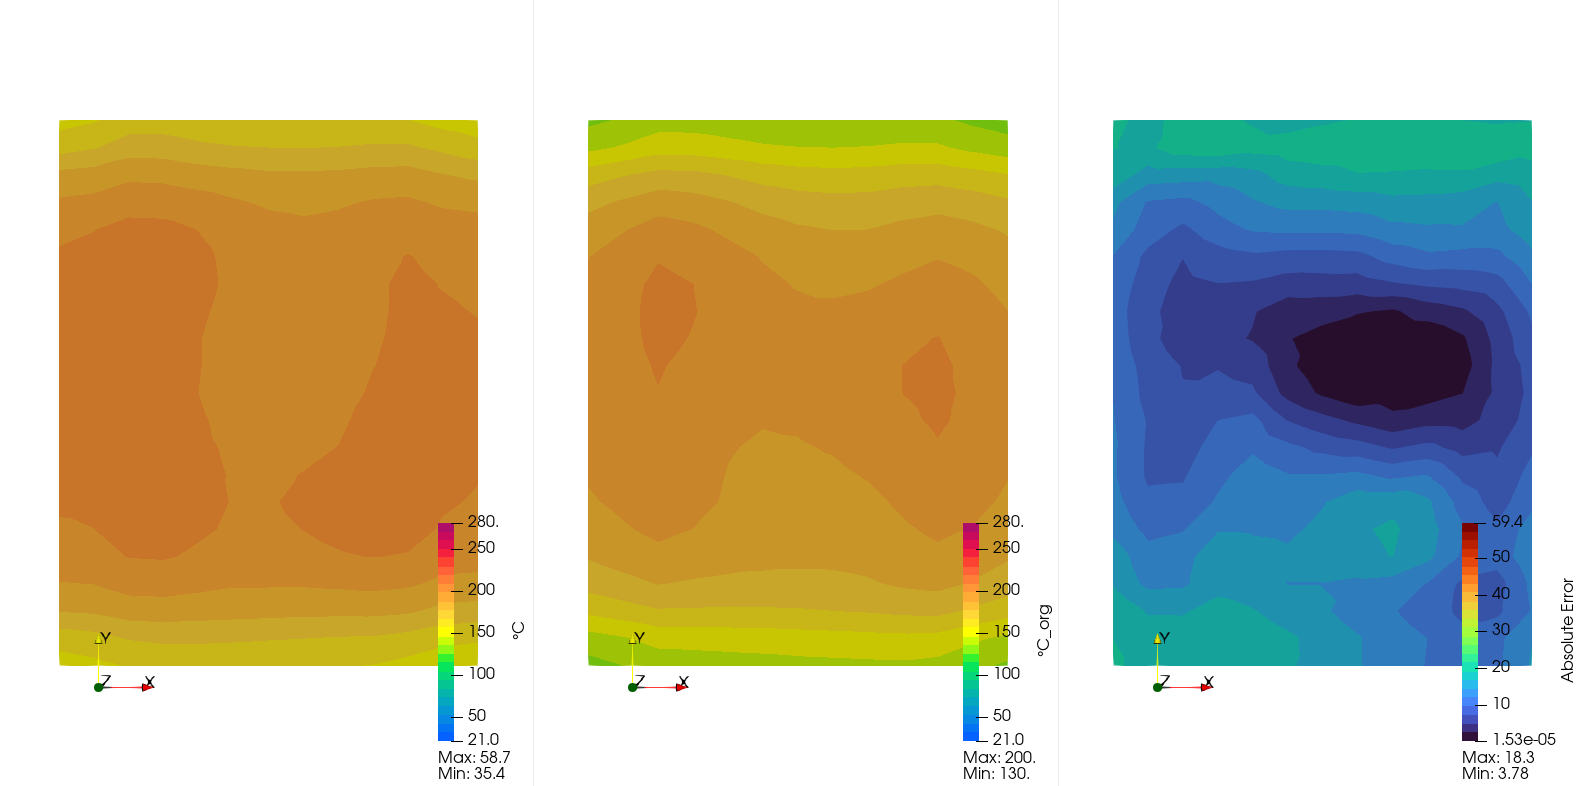 280.
250
200
150
100
50
21.0
°C
Max: 58.7
Min: 35.4
Y
Z
X
280.
250
200
150
100
50
21.0
°C_org
Max: 200.
Min: 130.
Y
Z
X
59.4
50
40
30
20
10
1.53e-05
Absolute Error
Max: 18.3
Min: 3.78
Y
Z
X